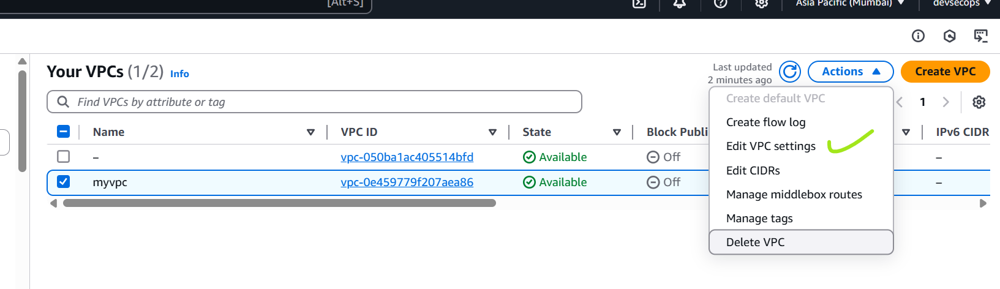 [Alt+S]
Asia Pacific (Mumbai)
devsecops
Your VPCs (1/2) Info
Last updated
2 minutes ago
Actions
Create VPC
Find VPCs by attribute or tag
1
Name
VPC ID
State
Block Publi
IPv6 CIDR
–
vpc-050ba1ac405514bfd
Available
Off
–
myvpc
vpc-0e459779f207aea86
Available
Off
–
Create default VPC
Create flow log
Edit VPC settings
Edit CIDRs
Manage middlebox routes
Manage tags
Delete VPC